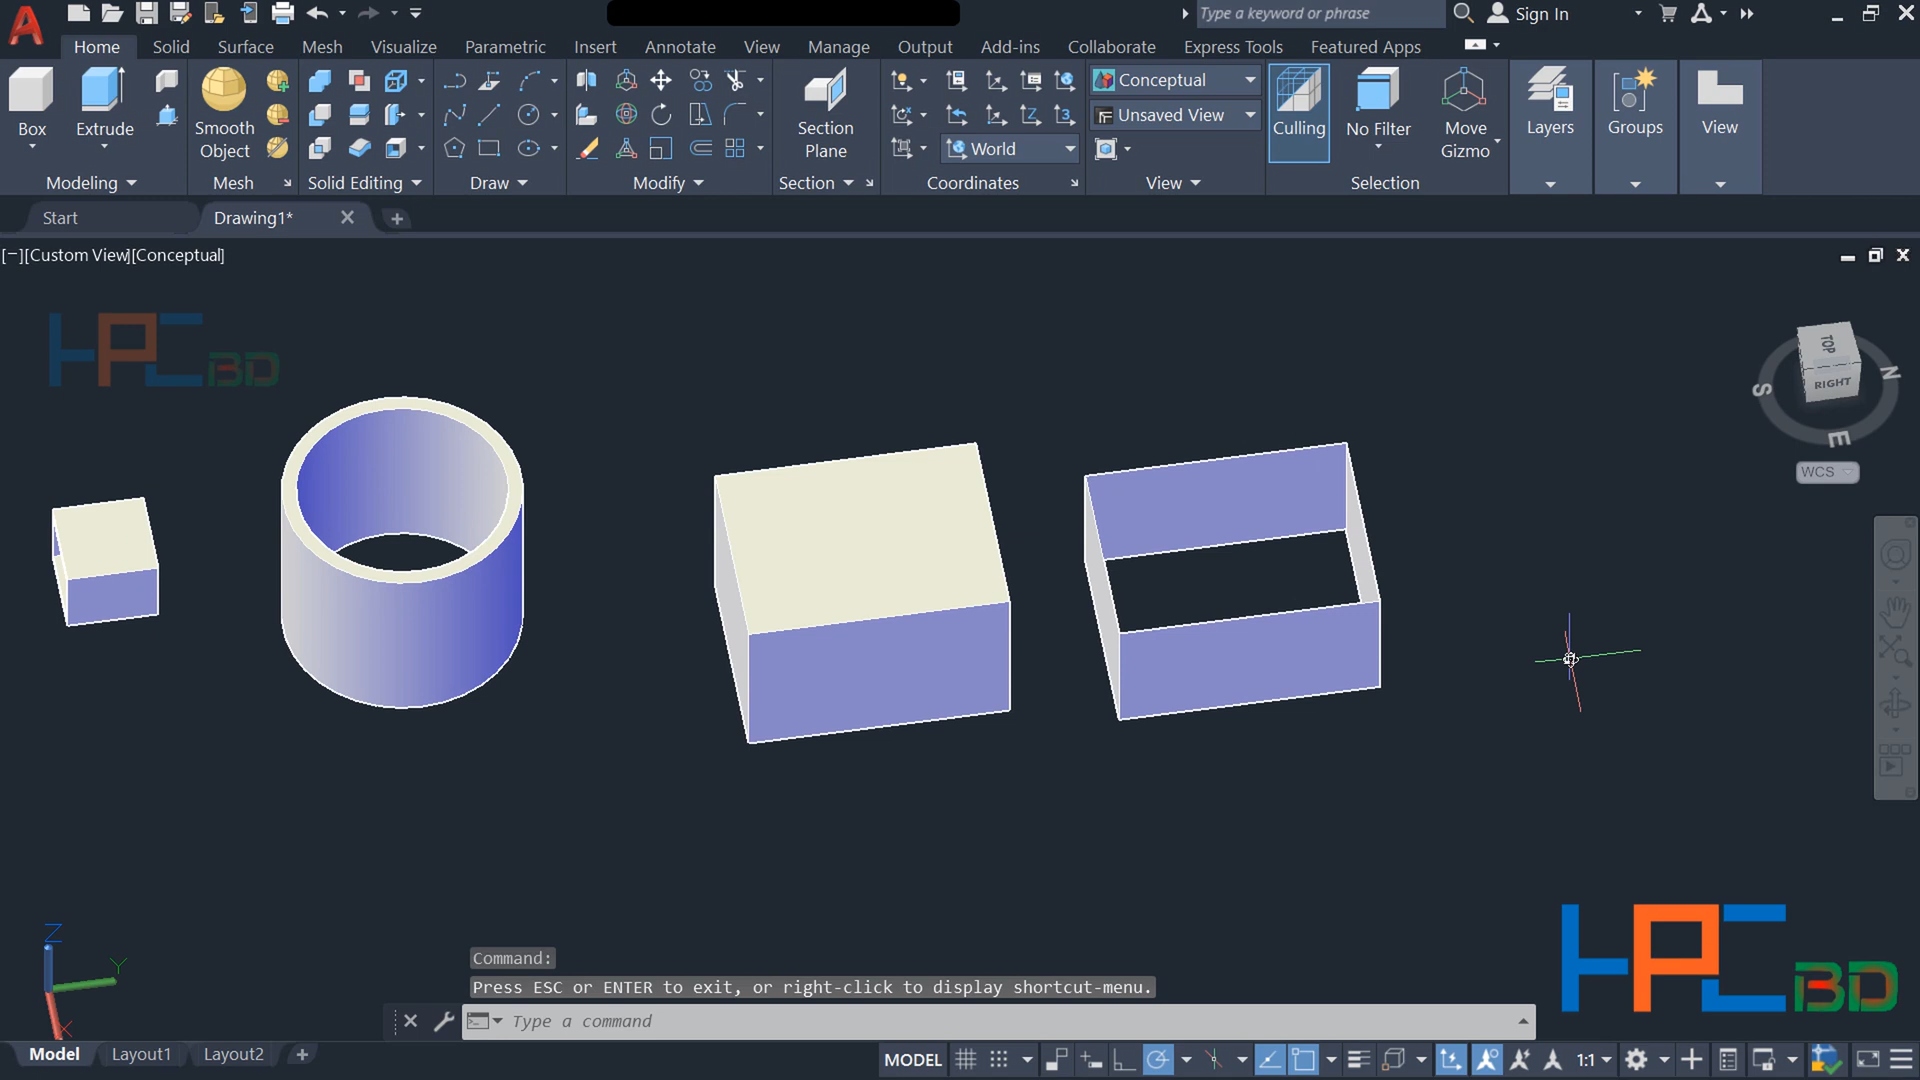 Type a keyword or phrase
Sign In
Home Solid Surface Mesh Visualize Parametric Insert Annotate View Manage Output Add-ins Collaborate Express Tools Featured Apps
Box
Extrude
Smooth
Object
Section
Plane
World
Conceptual
Unsaved View
Culling
No Filter
Move
Gizmo
Layers
Groups
View
Modeling
Mesh
Solid Editing
Draw
Modify
Section
Coordinates
View
Selection
Start
Drawing1*
[−][Custom View][Conceptual]
HPC BD
TOP
RIGHT
S
N
E
WCS
Z
Y
X
Command:
Press ESC or ENTER to exit, or right-click to display shortcut-menu.
Type a command
HPC BD
Model
Layout1
Layout2
MODEL
1:1